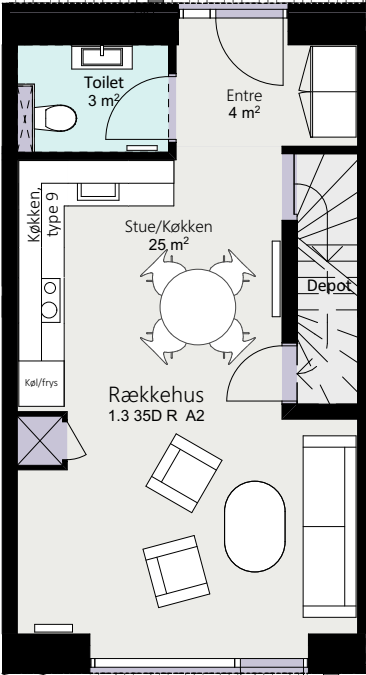 Toilet
3 m²
Entre
4 m²
Køkken,
type 9
Stue/Køkken
25 m²
Depot
Køl/frys
Rækkehus
1.3 35D R A2